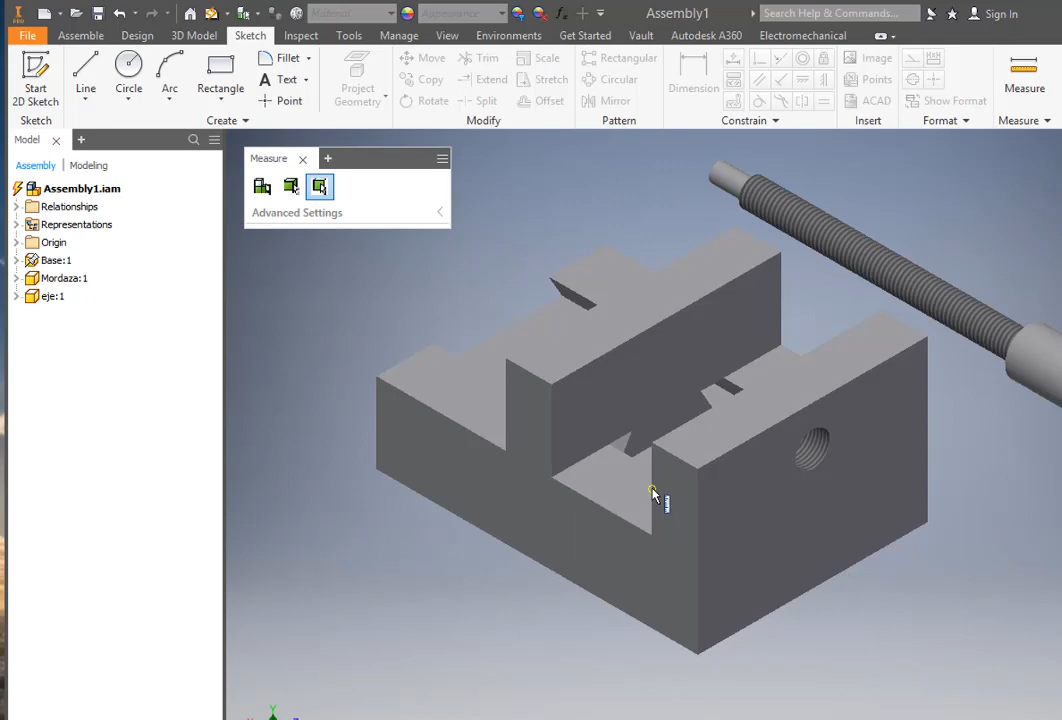 Material
Appearance
Assembly1
Search Help & Commands...
Sign In
PRO
File
Assemble
Design
3D Model
Sketch
Inspect
Tools
Manage
View
Environments
Get Started
Vault
Autodesk A360
Electromechanical
Start
2D Sketch
Line
Circle
Arc
Rectangle
Fillet
Text
Point
Project
Geometry
Move
Copy
Rotate
Trim
Extend
Split
Scale
Stretch
Offset
Rectangular
Circular
Mirror
Dimension
Image
Points
ACAD
Show Format
Measure
Sketch
Create
Modify
Pattern
Constrain
Insert
Format
Measure
Model
Assembly
Modeling
Assembly1.iam
Relationships
Representations
Origin
Base:1
Mordaza:1
eje:1
Measure
Advanced Settings
Y